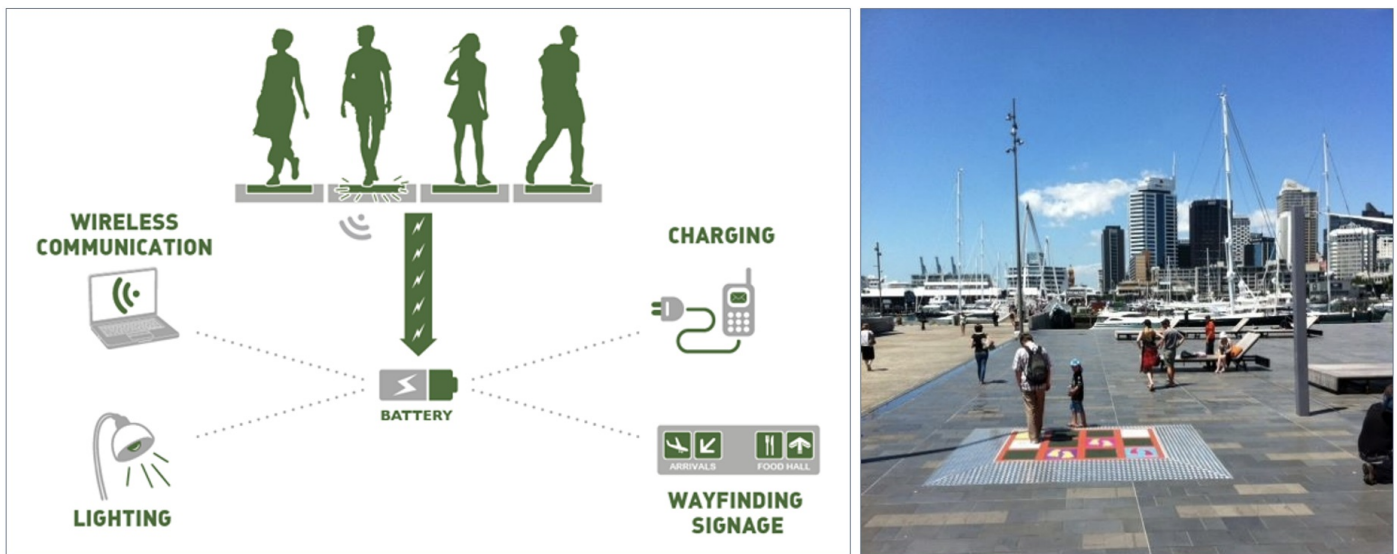 WIRELESS
COMMUNICATION
CHARGING
BATTERY
ARRIVALS
FOOD HALL
LIGHTING
WAYFINDING
SIGNAGE